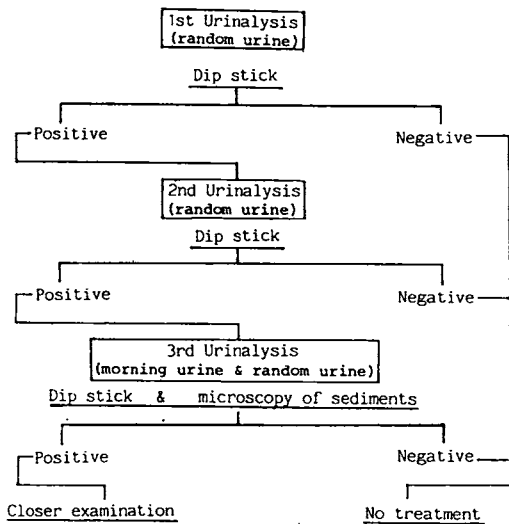 1st Urinalysis
(random urine)
Dip stick
Positive
Negative
2nd Urinalysis
(random urine)
Dip stick
Positive
Negative
3rd Urinalysis
(morning urine & random urine)
Dip stick & microscopy of sediments
Positive
Negative
Closer examination
No treatment